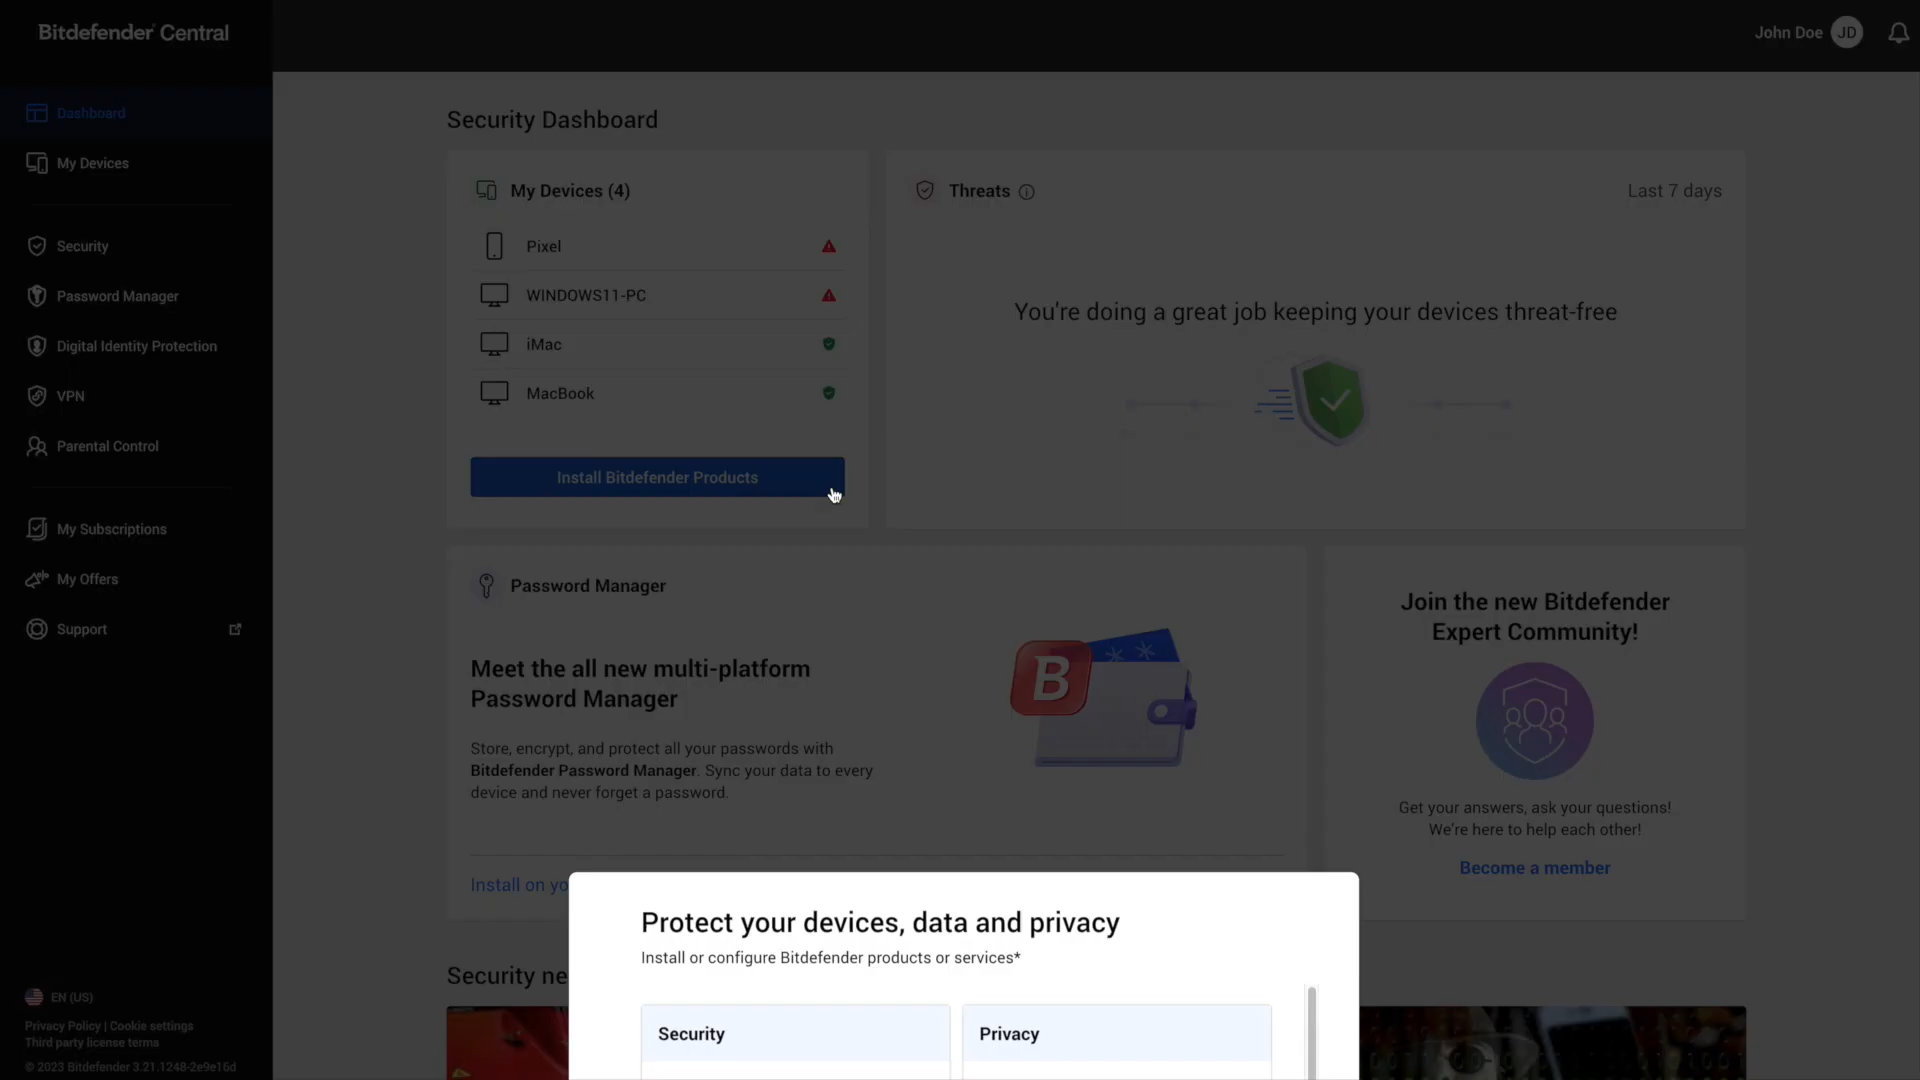 Bitdefender Central
John Doe
JD
Dashboard
My Devices
Security
Password Manager
Digital Identity Protection
VPN
Parental Control
My Subscriptions
My Offers
Support
EN (US)
Privacy Policy | Cookie settings
Third party license terms
© 2023 Bitdefender 3.21.1248-2e9e16d
Security Dashboard
My Devices (4)
Pixel
WINDOWS11-PC
iMac
MacBook
Install Bitdefender Products
Threats
Last 7 days
You're doing a great job keeping your devices threat-free
Password Manager
Meet the all new multi-platform
Password Manager
Store, encrypt, and protect all your passwords with
Bitdefender Password Manager. Sync your data to every
device and never forget a password.
Install on yo
B
Join the new Bitdefender
Expert Community!
Get your answers, ask your questions!
We're here to help each other!
Become a member
Security ne
Protect your devices, data and privacy
Install or configure Bitdefender products or services*
Security
Privacy